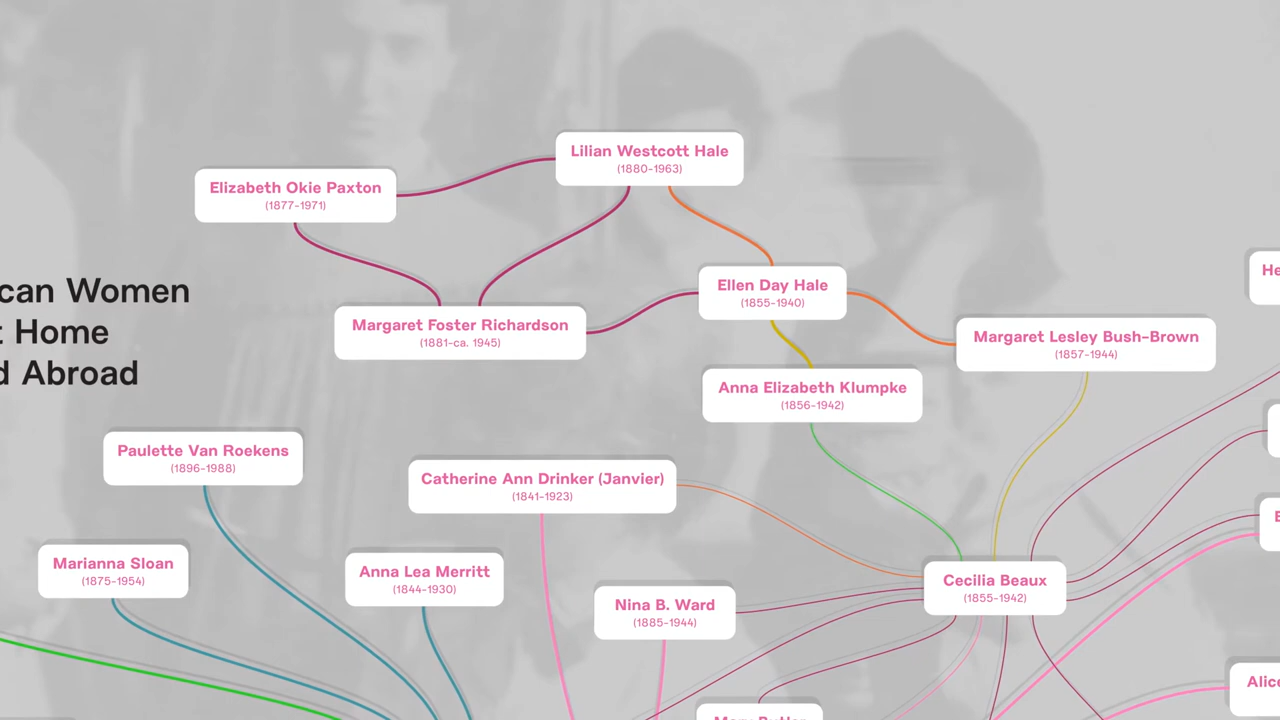 Lilian Westcott Hale
(1880-1963)
Elizabeth Okie Paxton
(1877-1971)
Ellen Day Hale
(1855-1940)
can Women
Home
Abroad
Margaret Foster Richardson
(1881-ca. 1945)
Margaret Lesley Bush-Brown
(1857-1944)
Anna Elizabeth Klumpke
(1856-1942)
Paulette Van Roekens
(1896-1988)
Catherine Ann Drinker (Janvier)
(1841-1923)
Marianna Sloan
(1875-1954)
Anna Lea Merritt
(1844-1930)
Cecilia Beaux
(1855-1942)
Nina B. Ward
(1885-1944)
He
E
Alic